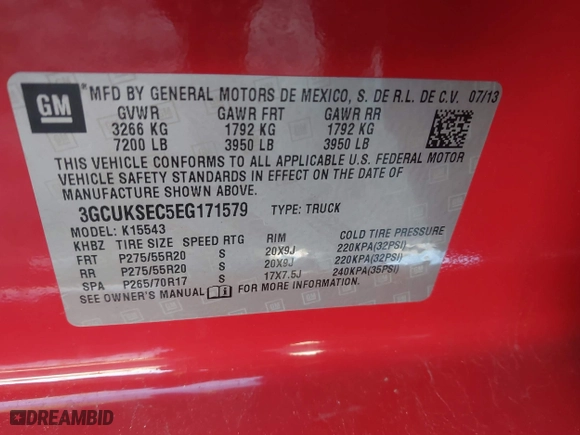 GM
*MFD BY GENERAL MOTORS DE MEXICO, S. DE R.L. DE C.V. 07/13
GVWR GAWR FRT GAWR RR
3266 KG 1792 KG 1792 KG
7200 LB 3950 LB 3950 LB
THIS VEHICLE CONFORMS TO ALL APPLICABLE U.S. FEDERAL MOTOR
VEHICLE SAFETY STANDARDS IN EFFECT ON THE DATE OF
MANUFACTURE SHOWN ABOVE.
3GCUKSEC5EG171579 TYPE: TRUCK
MODEL: K15543
KHBZ TIRE SIZE SPEED RTG RIM COLD TIRE PRESSURE
FRT P275/55R20 S 20X9J 220KPA(32PSI)
RR P275/55R20 S 20X9J 220KPA(32PSI)
SPA P265/70R17 S 17X7.5J 240KPA(35PSI)
SEE OWNER'S MANUAL FOR MORE INFORMATION.
DREAMBID